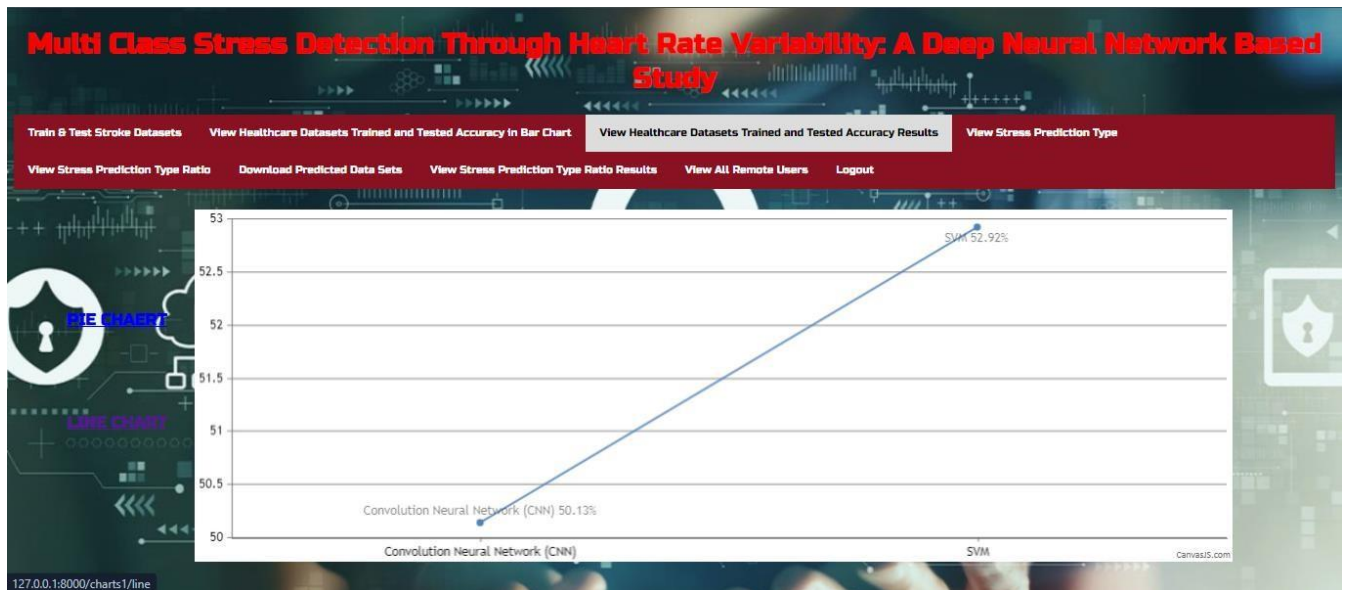 Multi Class Stress Detection Through Heart Rate Variability: A Deep Neural Network Based
Study
Train & Test Stroke Datasets View Healthcare Datasets Trained and Tested Accuracy in Bar Chart View Healthcare Datasets Trained and Tested Accuracy Results View Stress Prediction Type
View Stress Prediction Type Ratio Download Predicted Data Sets View Stress Prediction Type Ratio Results View All Remote Users Logout
53
SVM 52.92%
52.5
PIE CHAERT
52
51.5
LINE CHART
51
50.5
Convolution Neural Network (CNN) 50.13%
50
Convolution Neural Network (CNN) SVM
CanvasJS.com
127.0.0.1:8000/charts1/line